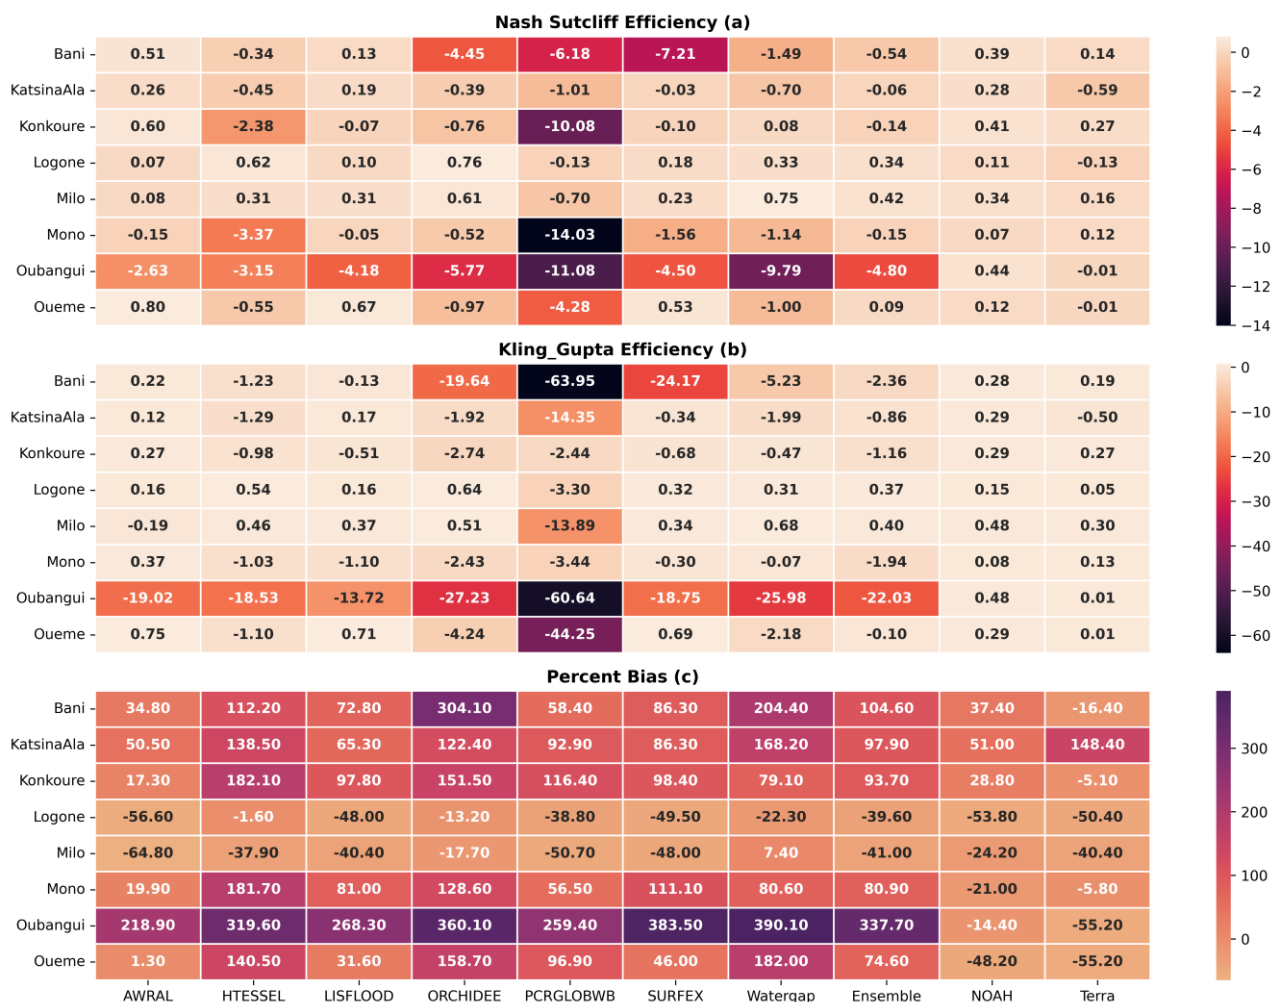 Nash Sutcliff Efficiency (a)
Bani 0.51 -0.34 0.13 -4.45 -6.18 -7.21 -1.49 -0.54 0.39 0.14
KatsinaAla 0.26 -0.45 0.19 -0.39 -1.01 -0.03 -0.70 -0.06 0.28 -0.59
Konkoure 0.60 -2.38 -0.07 -0.76 -10.08 -0.10 0.08 -0.14 0.41 0.27
Logone 0.07 0.62 0.10 0.76 -0.13 0.18 0.33 0.34 0.11 -0.13
Milo 0.08 0.31 0.31 0.61 -0.70 0.23 0.75 0.42 0.34 0.16
Mono -0.15 -3.37 -0.05 -0.52 -14.03 -1.56 -1.14 -0.15 0.07 0.12
Oubangui -2.63 -3.15 -4.18 -5.77 -11.08 -4.50 -9.79 -4.80 0.44 -0.01
Oueme 0.80 -0.55 0.67 -0.97 -4.28 0.53 -1.00 0.09 0.12 -0.01
0
−2
−4
−6
−8
−10
−12
−14
Kling_Gupta Efficiency (b)
Bani 0.22 -1.23 -0.13 -19.64 -63.95 -24.17 -5.23 -2.36 0.28 0.19
KatsinaAla 0.12 -1.29 0.17 -1.92 -14.35 -0.34 -1.99 -0.86 0.29 -0.50
Konkoure 0.27 -0.98 -0.51 -2.74 -2.44 -0.68 -0.47 -1.16 0.29 0.27
Logone 0.16 0.54 0.16 0.64 -3.30 0.32 0.31 0.37 0.15 0.05
Milo -0.19 0.46 0.37 0.51 -13.89 0.34 0.68 0.40 0.48 0.30
Mono 0.37 -1.03 -1.10 -2.43 -3.44 -0.30 -0.07 -1.94 0.08 0.13
Oubangui -19.02 -18.53 -13.72 -27.23 -60.64 -18.75 -25.98 -22.03 0.48 0.01
Oueme 0.75 -1.10 0.71 -4.24 -44.25 0.69 -2.18 -0.10 0.29 0.01
0
−10
−20
−30
−40
−50
−60
Percent Bias (c)
Bani 34.80 112.20 72.80 304.10 58.40 86.30 204.40 104.60 37.40 -16.40
KatsinaAla 50.50 138.50 65.30 122.40 92.90 86.30 168.20 97.90 51.00 148.40
Konkoure 17.30 182.10 97.80 151.50 116.40 98.40 79.10 93.70 28.80 -5.10
Logone -56.60 -1.60 -48.00 -13.20 -38.80 -49.50 -22.30 -39.60 -53.80 -50.40
Milo -64.80 -37.90 -40.40 -17.70 -50.70 -48.00 7.40 -41.00 -24.20 -40.40
Mono 19.90 181.70 81.00 128.60 56.50 111.10 80.60 80.90 -21.00 -5.80
Oubangui 218.90 319.60 268.30 360.10 259.40 383.50 390.10 337.70 -14.40 -55.20
Oueme 1.30 140.50 31.60 158.70 96.90 46.00 182.00 74.60 -48.20 -55.20
300
200
100
0
AWRAL HTESSEL LISFLOOD ORCHIDEE PCRGLOBWB SURFEX Watergap Ensemble NOAH Terra